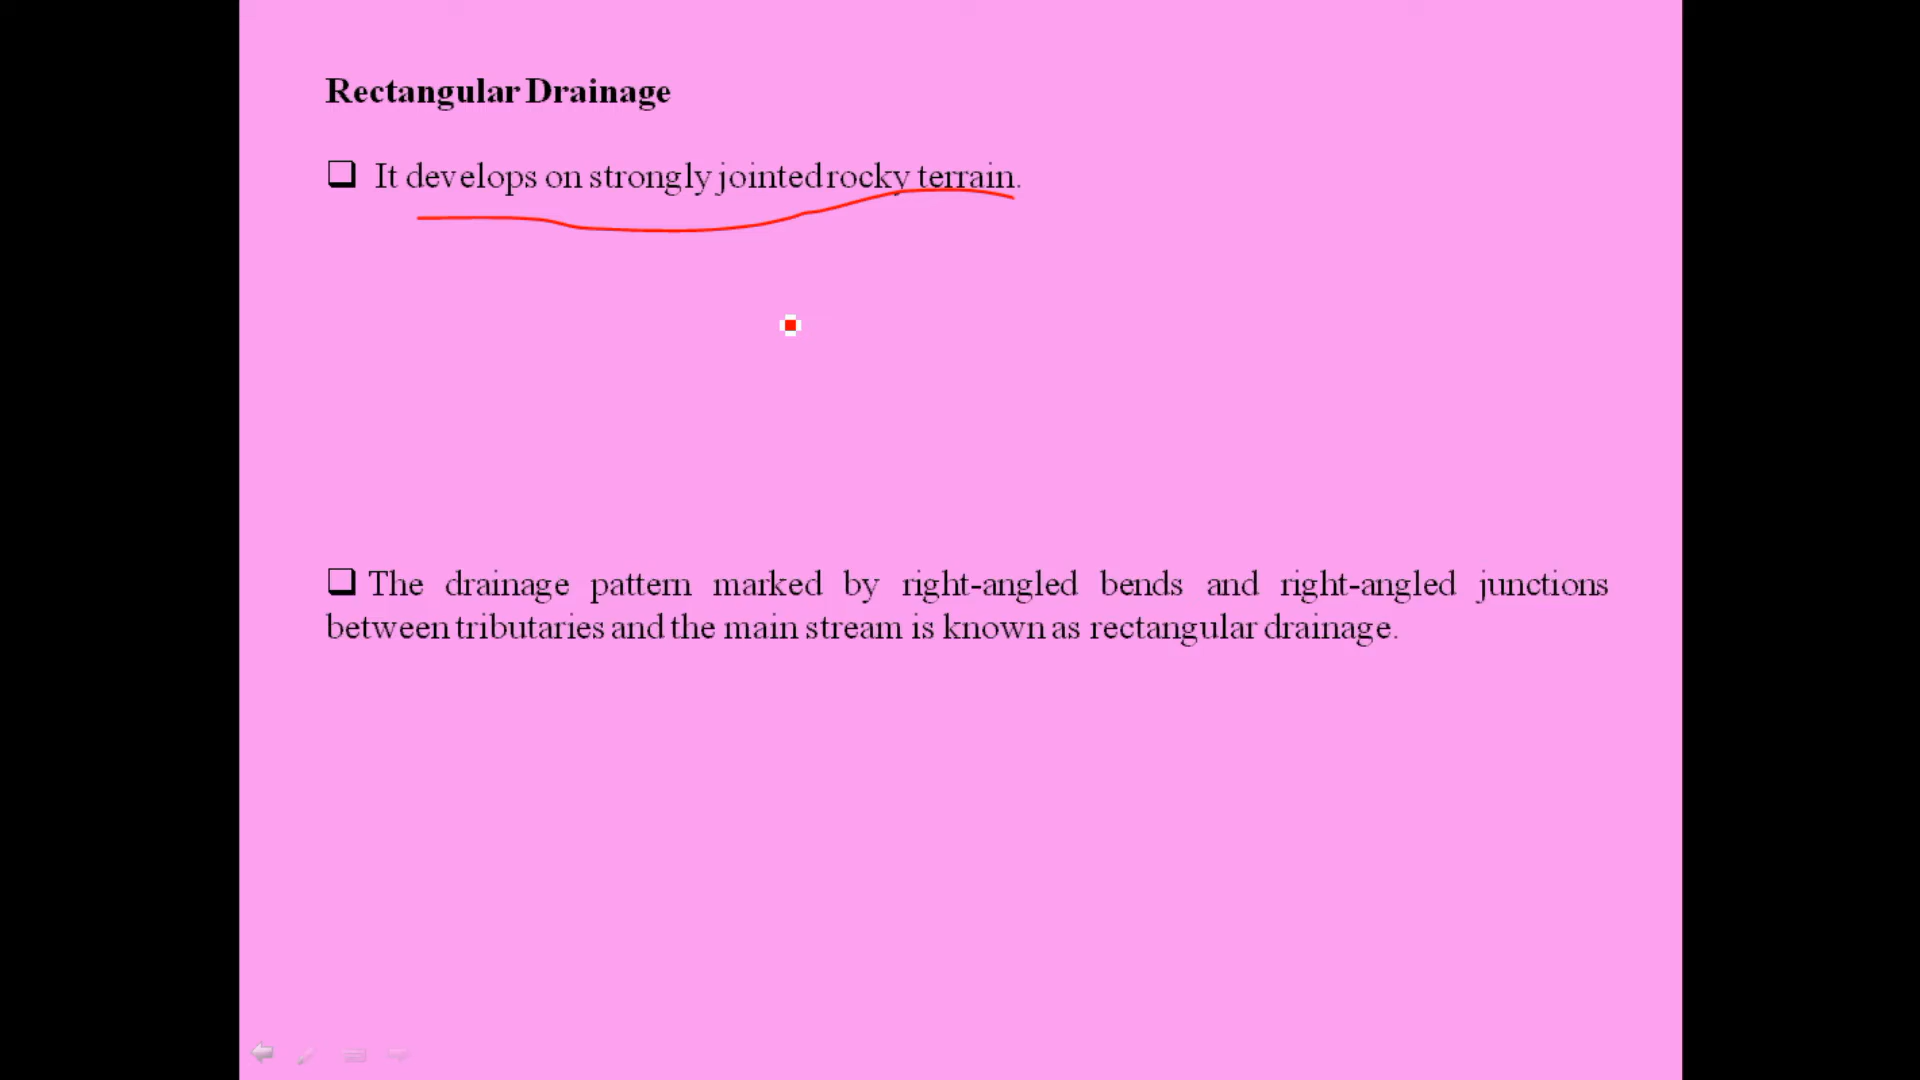 Rectangular Drainage
It develops on strongly jointed rocky terrain.
The drainage pattern marked by right-angled bends and right-angled junctions
between tributaries and the main stream is known as rectangular drainage.